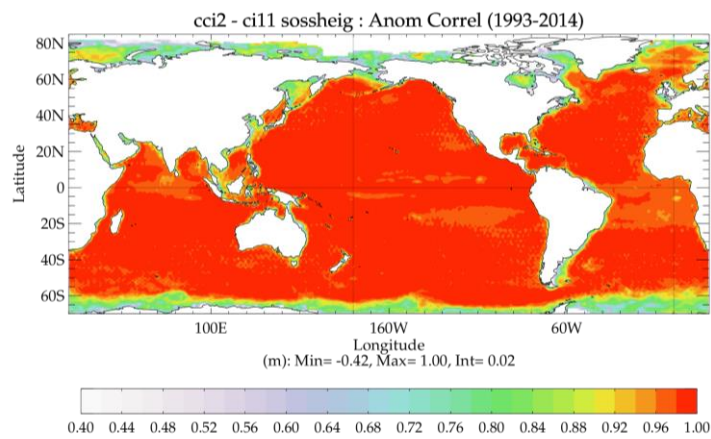 cci2 - ci11 sossheig : Anom Correl (1993-2014)
80N
60N
40N
20N
0
20S
40S
60S
Latitude
100E 160W 60W
Longitude
(m): Min= -0.42, Max= 1.00, Int= 0.02
0.40 0.44 0.48 0.52 0.56 0.60 0.64 0.68 0.72 0.76 0.80 0.84 0.88 0.92 0.96 1.00